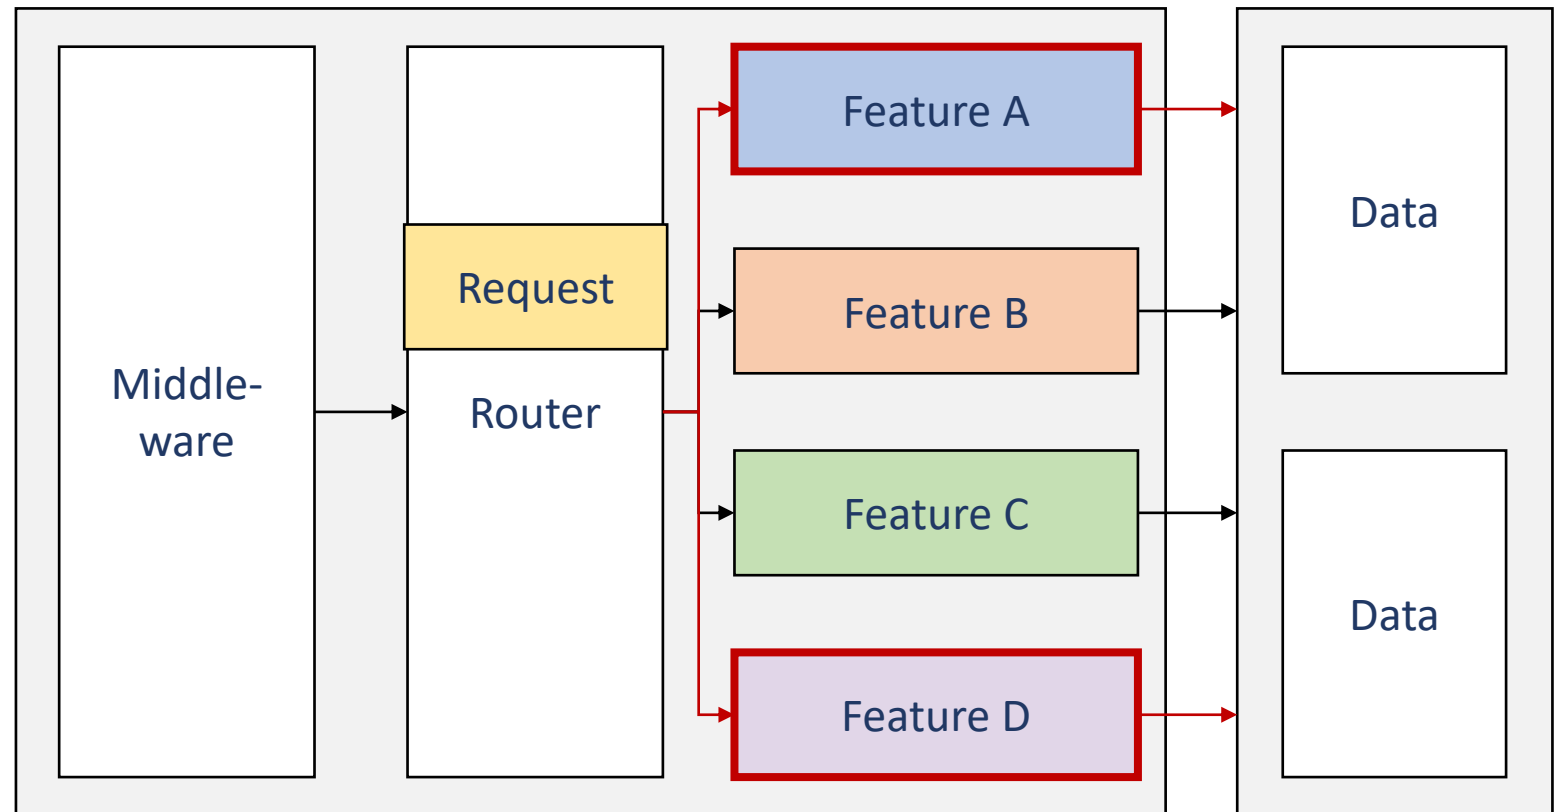 Middle-
ware
Request
Router
Feature A
Feature B
Feature C
Feature D
Data
Data